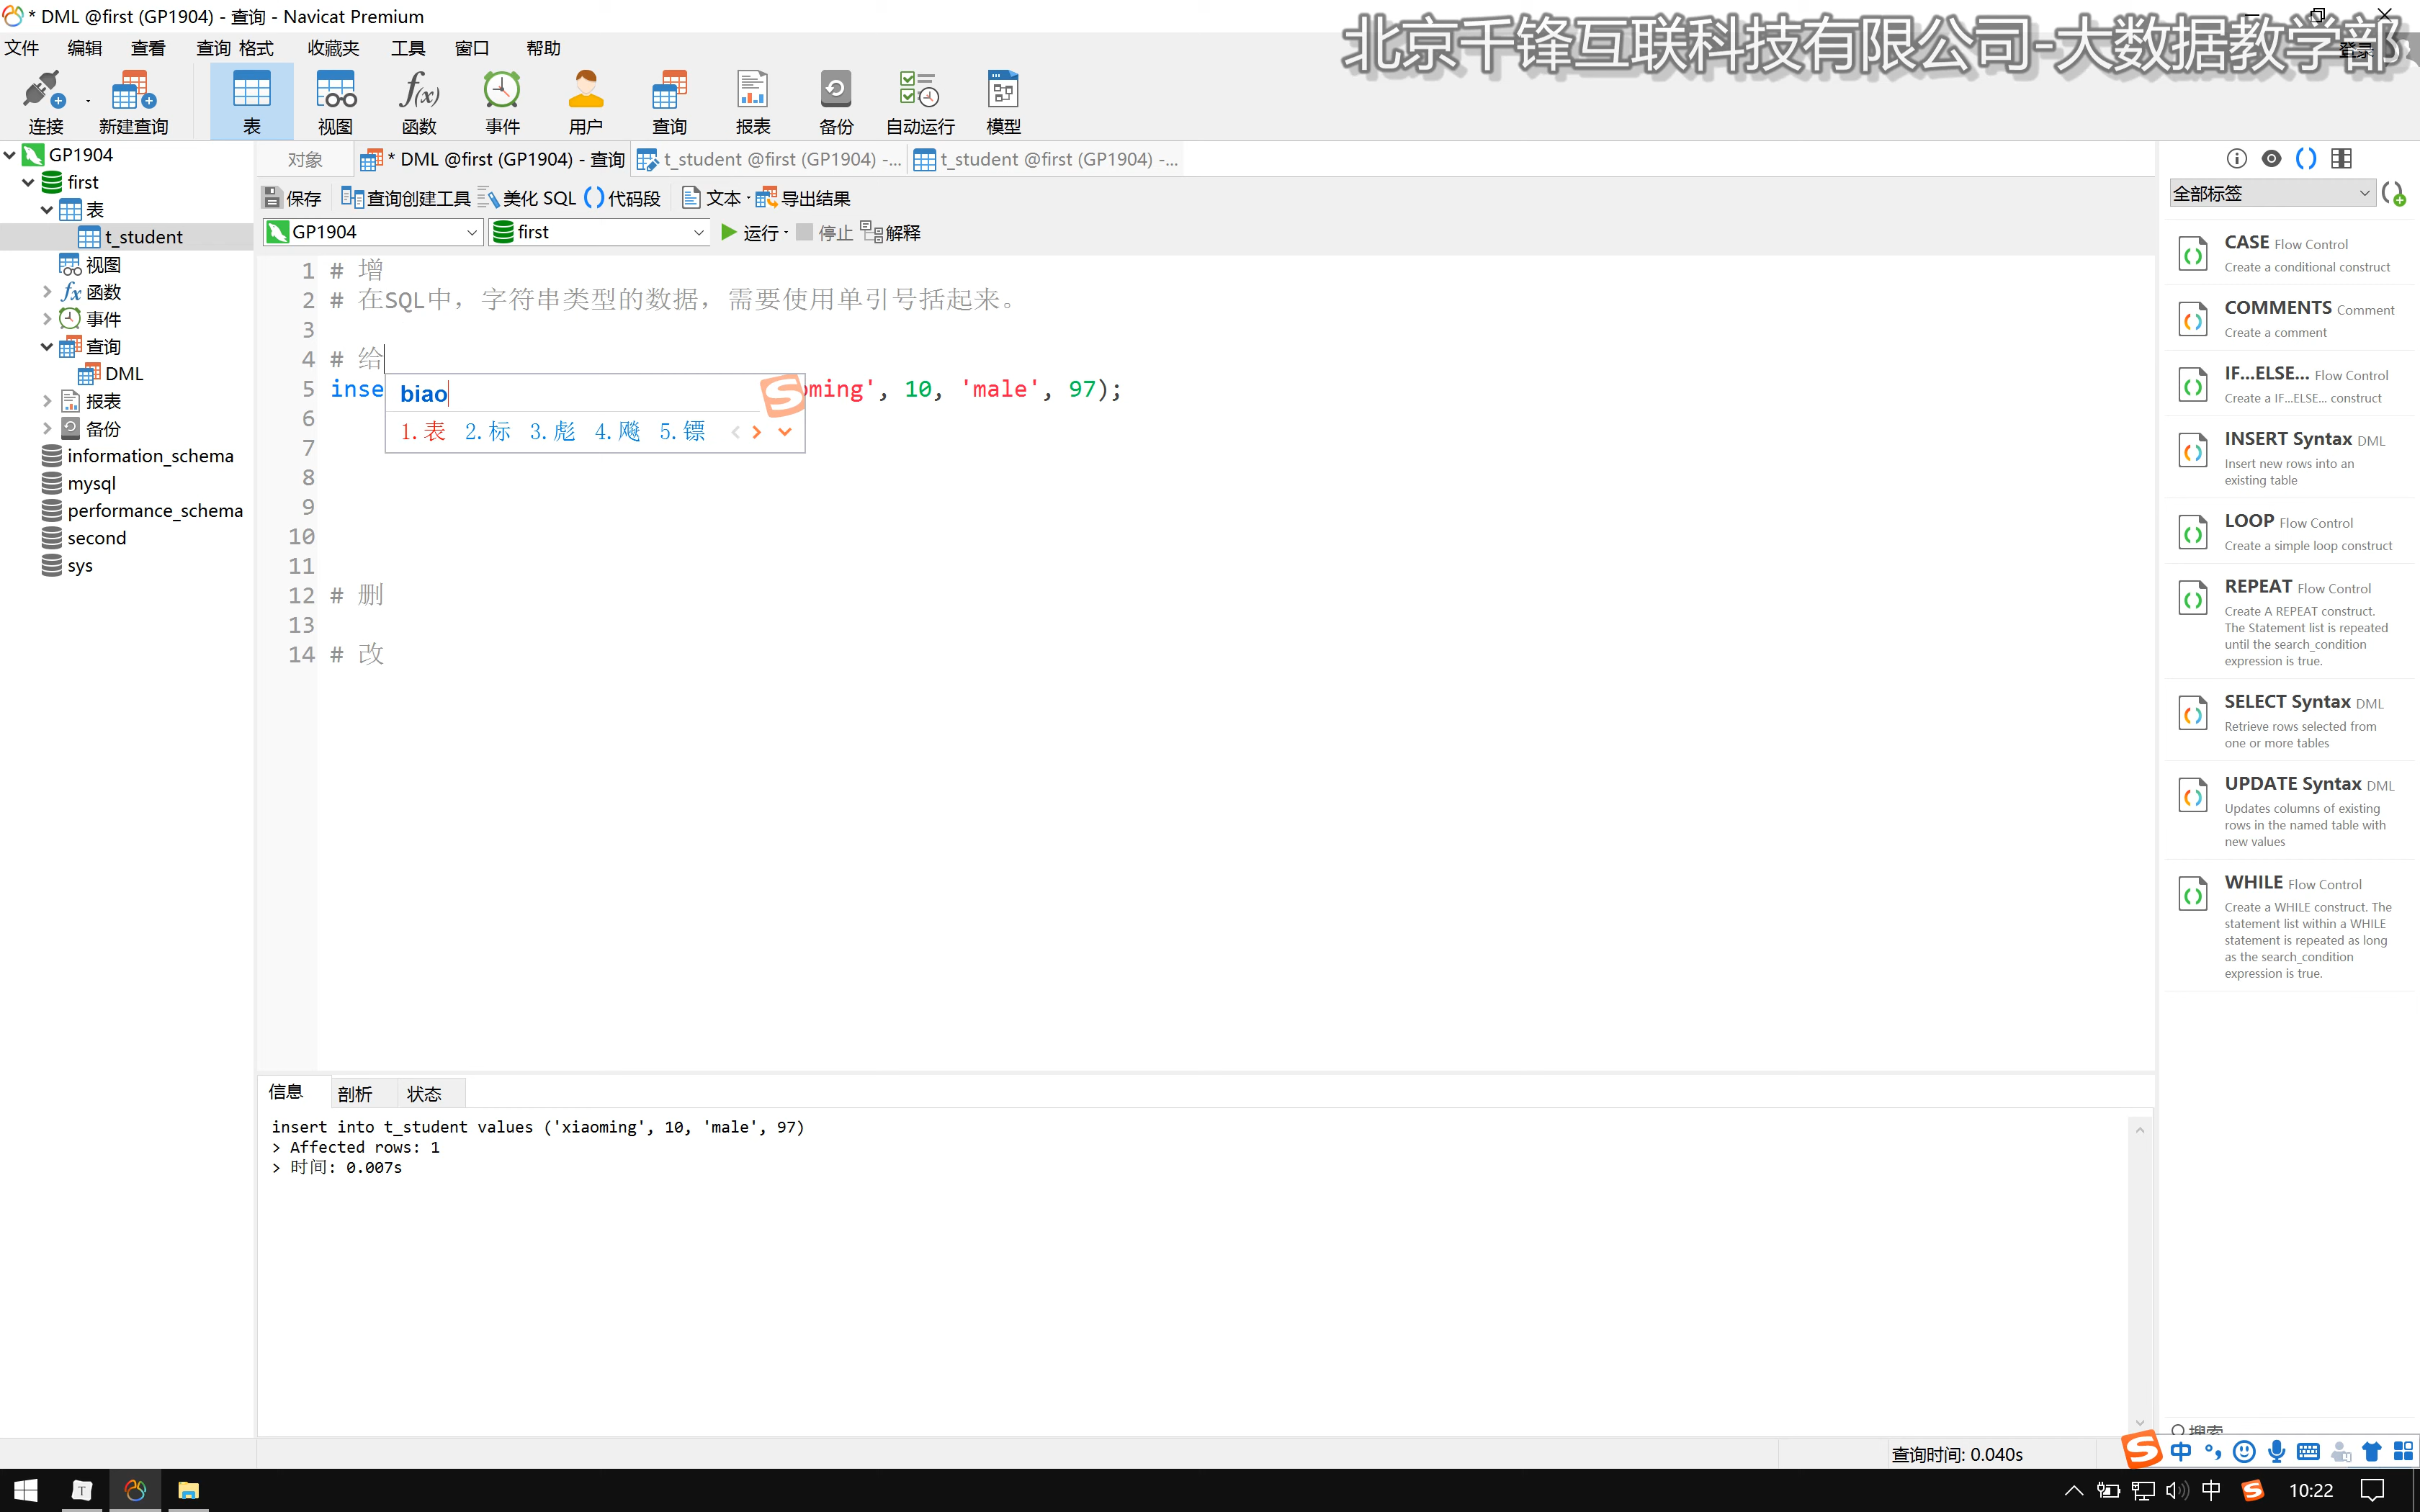 * DML @first (GP1904) - 查询 - Navicat Premium
北京千锋互联科技有限公司-大数据教学部
文件 编辑 查看 查询 格式 收藏夹 工具 窗口 帮助
登录
连接 新建查询 表 视图 函数 事件 用户 查询 报表 备份 自动运行 模型
对象 * DML @first (GP1904) - 查询 t_student @first (GP1904) -... t_student @first (GP1904) -...
保存 查询创建工具 美化 SQL 代码段 文本 导出结果
GP1904 first 运行 停止 解释
GP1904
first
表
t_student
视图
函数
事件
查询
DML
报表
备份
information_schema
mysql
performance_schema
second
sys
1 # 增
2 # 在SQL中，字符串类型的数据，需要使用单引号括起来。
3
4 # 给
5 inse oming', 10, 'male', 97);
biao
1.表 2.标 3.彪 4.飚 5.镖
6
7
8
9
10
11
12 # 删
13
14 # 改
全部标签
CASE Flow Control
Create a conditional construct
COMMENTS Comment
Create a comment
IF...ELSE... Flow Control
Create a IF...ELSE... construct
INSERT Syntax DML
Insert new rows into an
existing table
LOOP Flow Control
Create a simple loop construct
REPEAT Flow Control
Create A REPEAT construct.
The Statement list is repeated
until the search_condition
expression is true.
SELECT Syntax DML
Retrieve rows selected from
one or more tables
UPDATE Syntax DML
Updates columns of existing
rows in the named table with
new values
WHILE Flow Control
Create a WHILE construct. The
statement list within a WHILE
statement is repeated as long
as the search_condition
expression is true.
搜索
信息 剖析 状态
insert into t_student values ('xiaoming', 10, 'male', 97)
> Affected rows: 1
> 时间: 0.007s
查询时间: 0.040s
中
中 10:22